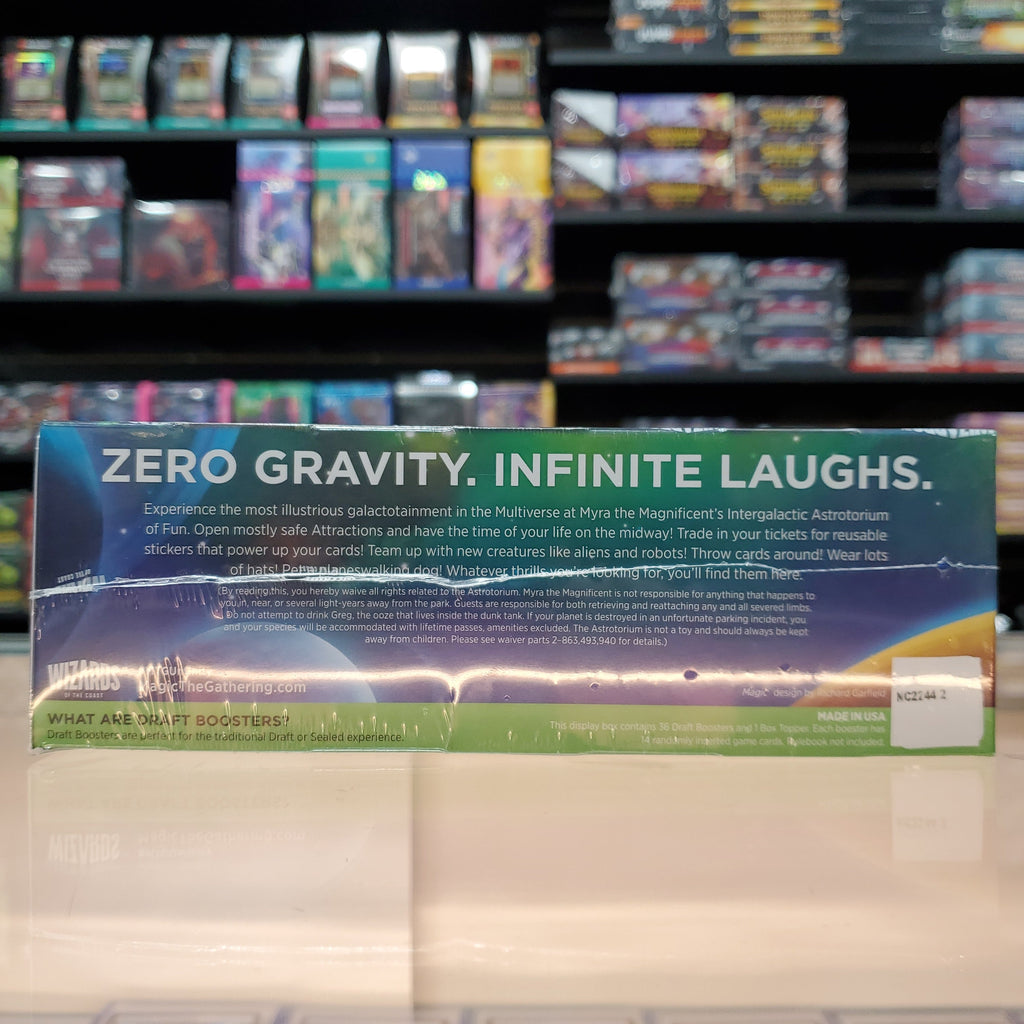 ZERO GRAVITY. INFINITE LAUGHS.
Experience the most illustrious galactotainment in the Multiverse at Myra the Magnificent's Intergalactic Astrotorium
of Fun. Open mostly safe Attractions and have the time of your life on the midway! Trade in your tickets for reusable
stickers that power up your cards! Team up with new creatures like aliens and robots! Throw cards around! Wear lots
of hats! Pet a planeswalking dog! Whatever thrills you're looking for, you'll find them here.
(By reading this, you hereby waive all rights related to the Astrotorium. Myra the Magnificent is not responsible for anything that happens to
you in, near, or several light-years away from the park. Guests are responsible for both retrieving and reattaching any and all severed limbs.
Do not attempt to drink Greg, the ooze that lives inside the dunk tank. If your planet is destroyed in an unfortunate parking incident, you
and your species will be accommodated with lifetime passes, amenities excluded. The Astrotorium is not a toy and should always be kept
away from children. Please see waiver parts 2–863,493,940 for details.)
WIZARDS
OF THE COAST
MagicTheGathering.com
Magic design by Richard Garfield
NC2244 2
WHAT ARE DRAFT BOOSTERS?
Draft Boosters are perfect for the traditional Draft or Sealed experience.
MADE IN USA
This display box contains 36 Draft Boosters and 1 Box Topper. Each booster has
14 randomly inserted game cards. Rulebook not included.